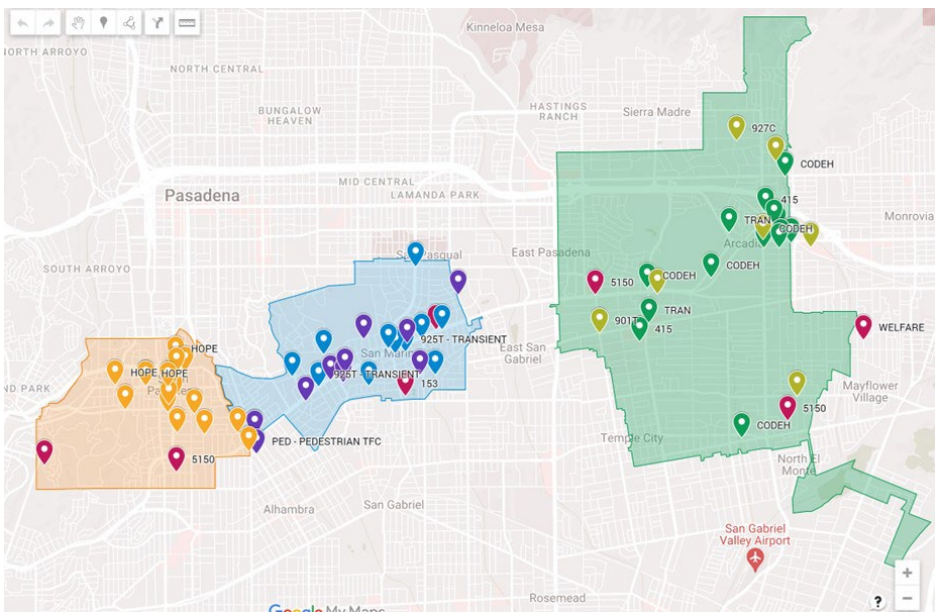 Kinneloa Mesa
NORTH ARROYO
NORTH CENTRAL
BUNGALOW
HEAVEN
HASTINGS
RANCH
Sierra Madre
927C
CODEH
MID CENTRAL
LAMANDA PARK
Pasadena
415
TRAN
CODEH
Monrovia
Arcadia
SOUTH ARROYO
East Pasadena
5150
CODEH
CODEH
901T
TRAN
415
WELFARE
925T - TRANSIENT
San Marino
East San
Gabriel
HOPE
HOPE
HOPE
925T - TRANSIENT
153
Mayflower
Village
5150
CODEH
PED - PEDESTRIAN TFC
Temple City
5150
North El
Monte
Alhambra
San Gabriel
San Gabriel
Valley Airport
Rosemead
Google My Maps
+
−
?